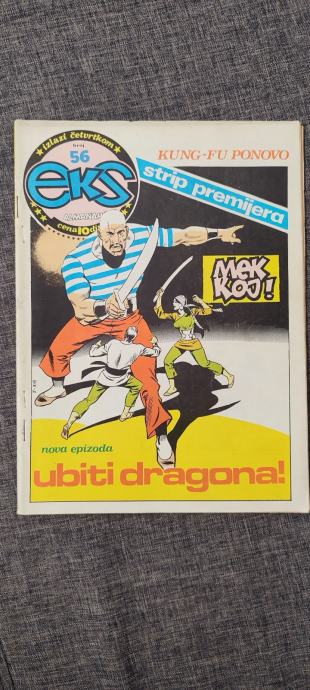 izlazi četvrtkom
broj
56
EKS
ALMANAH
cena 10 di
KUNG-FU PONOVO
strip premijera
MEK
KOJ!
nova epizoda
ubiti dragona!